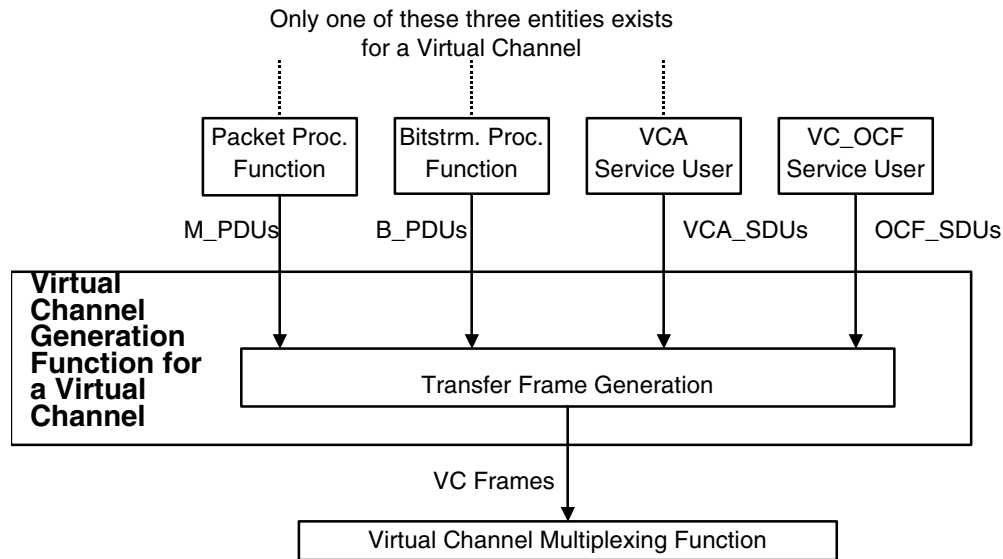 Only one of these three entities exists
for a Virtual Channel
Packet Proc.
Function
Bitstrm. Proc.
Function
VCA
Service User
VC_OCF
Service User
M_PDUs
B_PDUs
VCA_SDUs
OCF_SDUs
Virtual
Channel
Generation
Function for
a Virtual
Channel
Transfer Frame Generation
VC Frames
Virtual Channel Multiplexing Function